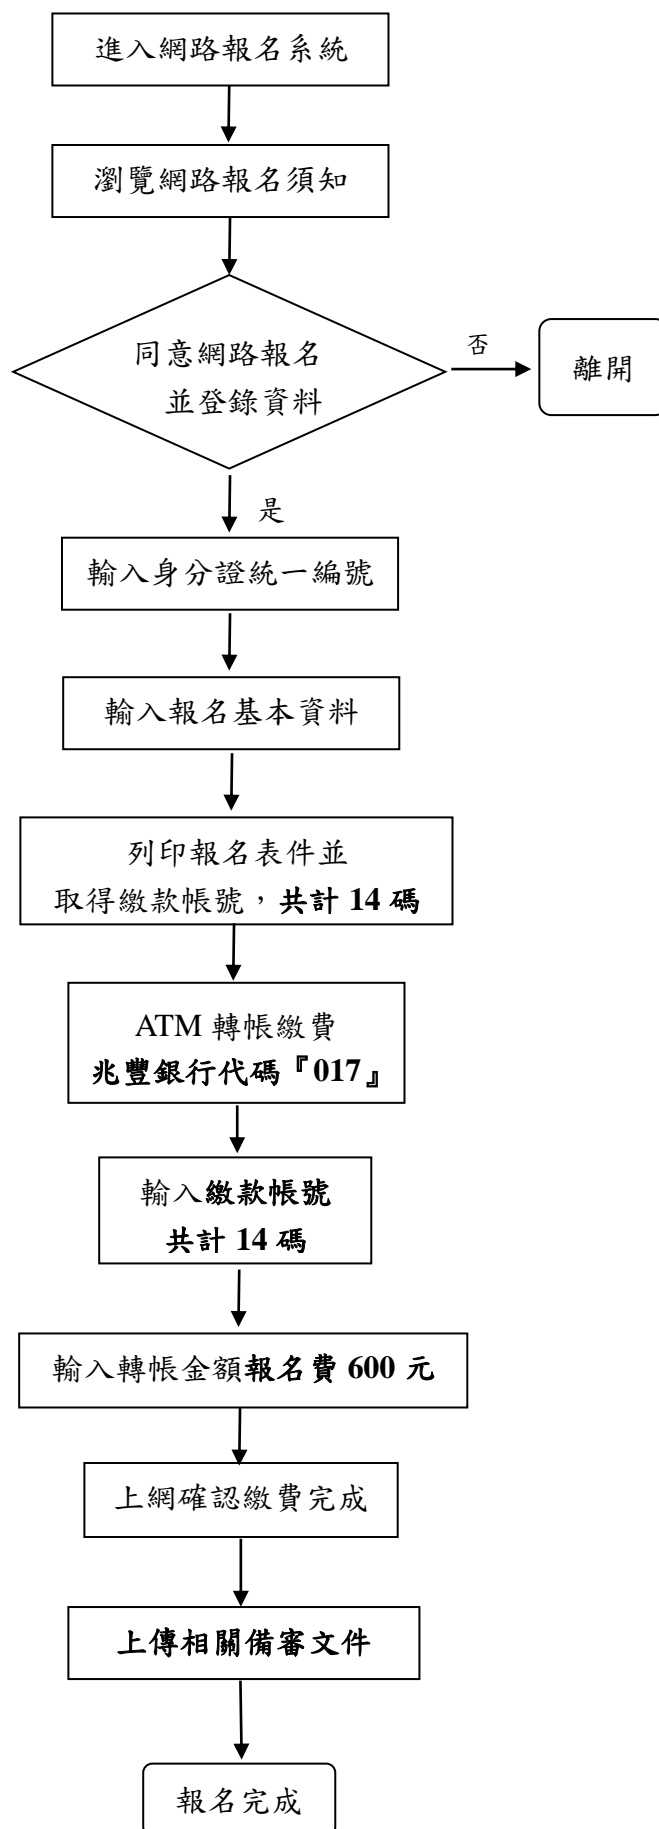 進入網路報名系統
瀏覽網路報名須知
同意網路報名
並登錄資料
否
離開
是
輸入身分證統一編號
輸入報名基本資料
列印報名表件並
取得繳款帳號，共計 14 碼
ATM 轉帳繳費
兆豐銀行代碼『017』
輸入繳款帳號
共計 14 碼
輸入轉帳金額報名費 600 元
上網確認繳費完成
上傳相關備審文件
報名完成